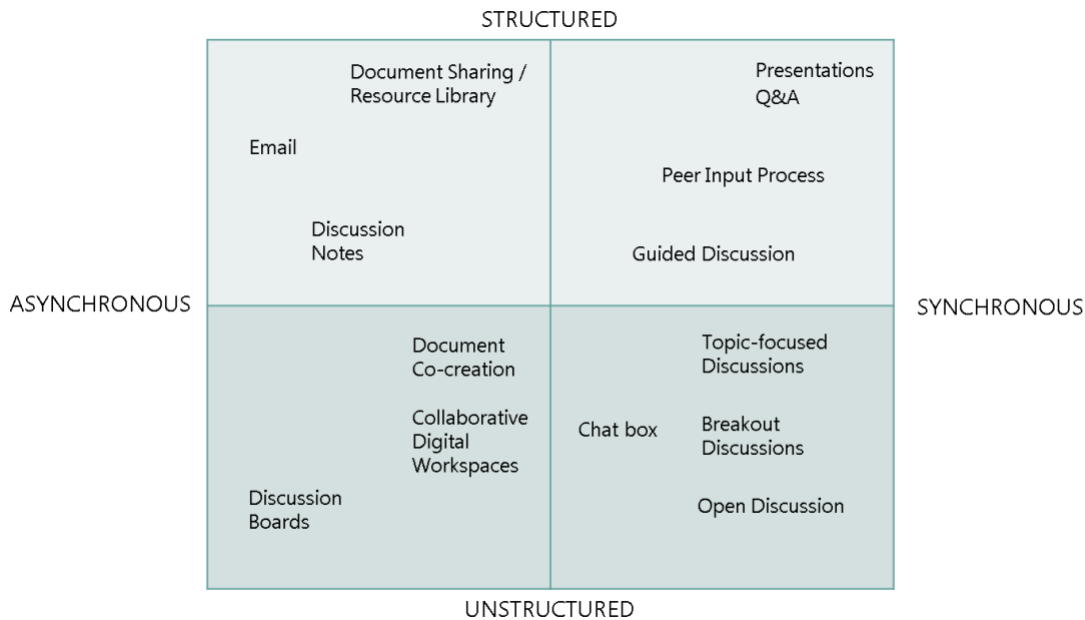 STRUCTURED
Document Sharing /
Resource Library
Email
Discussion
Notes
Presentations
Q&A
Peer Input Process
Guided Discussion
ASYNCHRONOUS
SYNCHRONOUS
Document
Co-creation
Collaborative
Digital
Workspaces
Discussion
Boards
Topic-focused
Discussions
Chat box
Breakout
Discussions
Open Discussion
UNSTRUCTURED